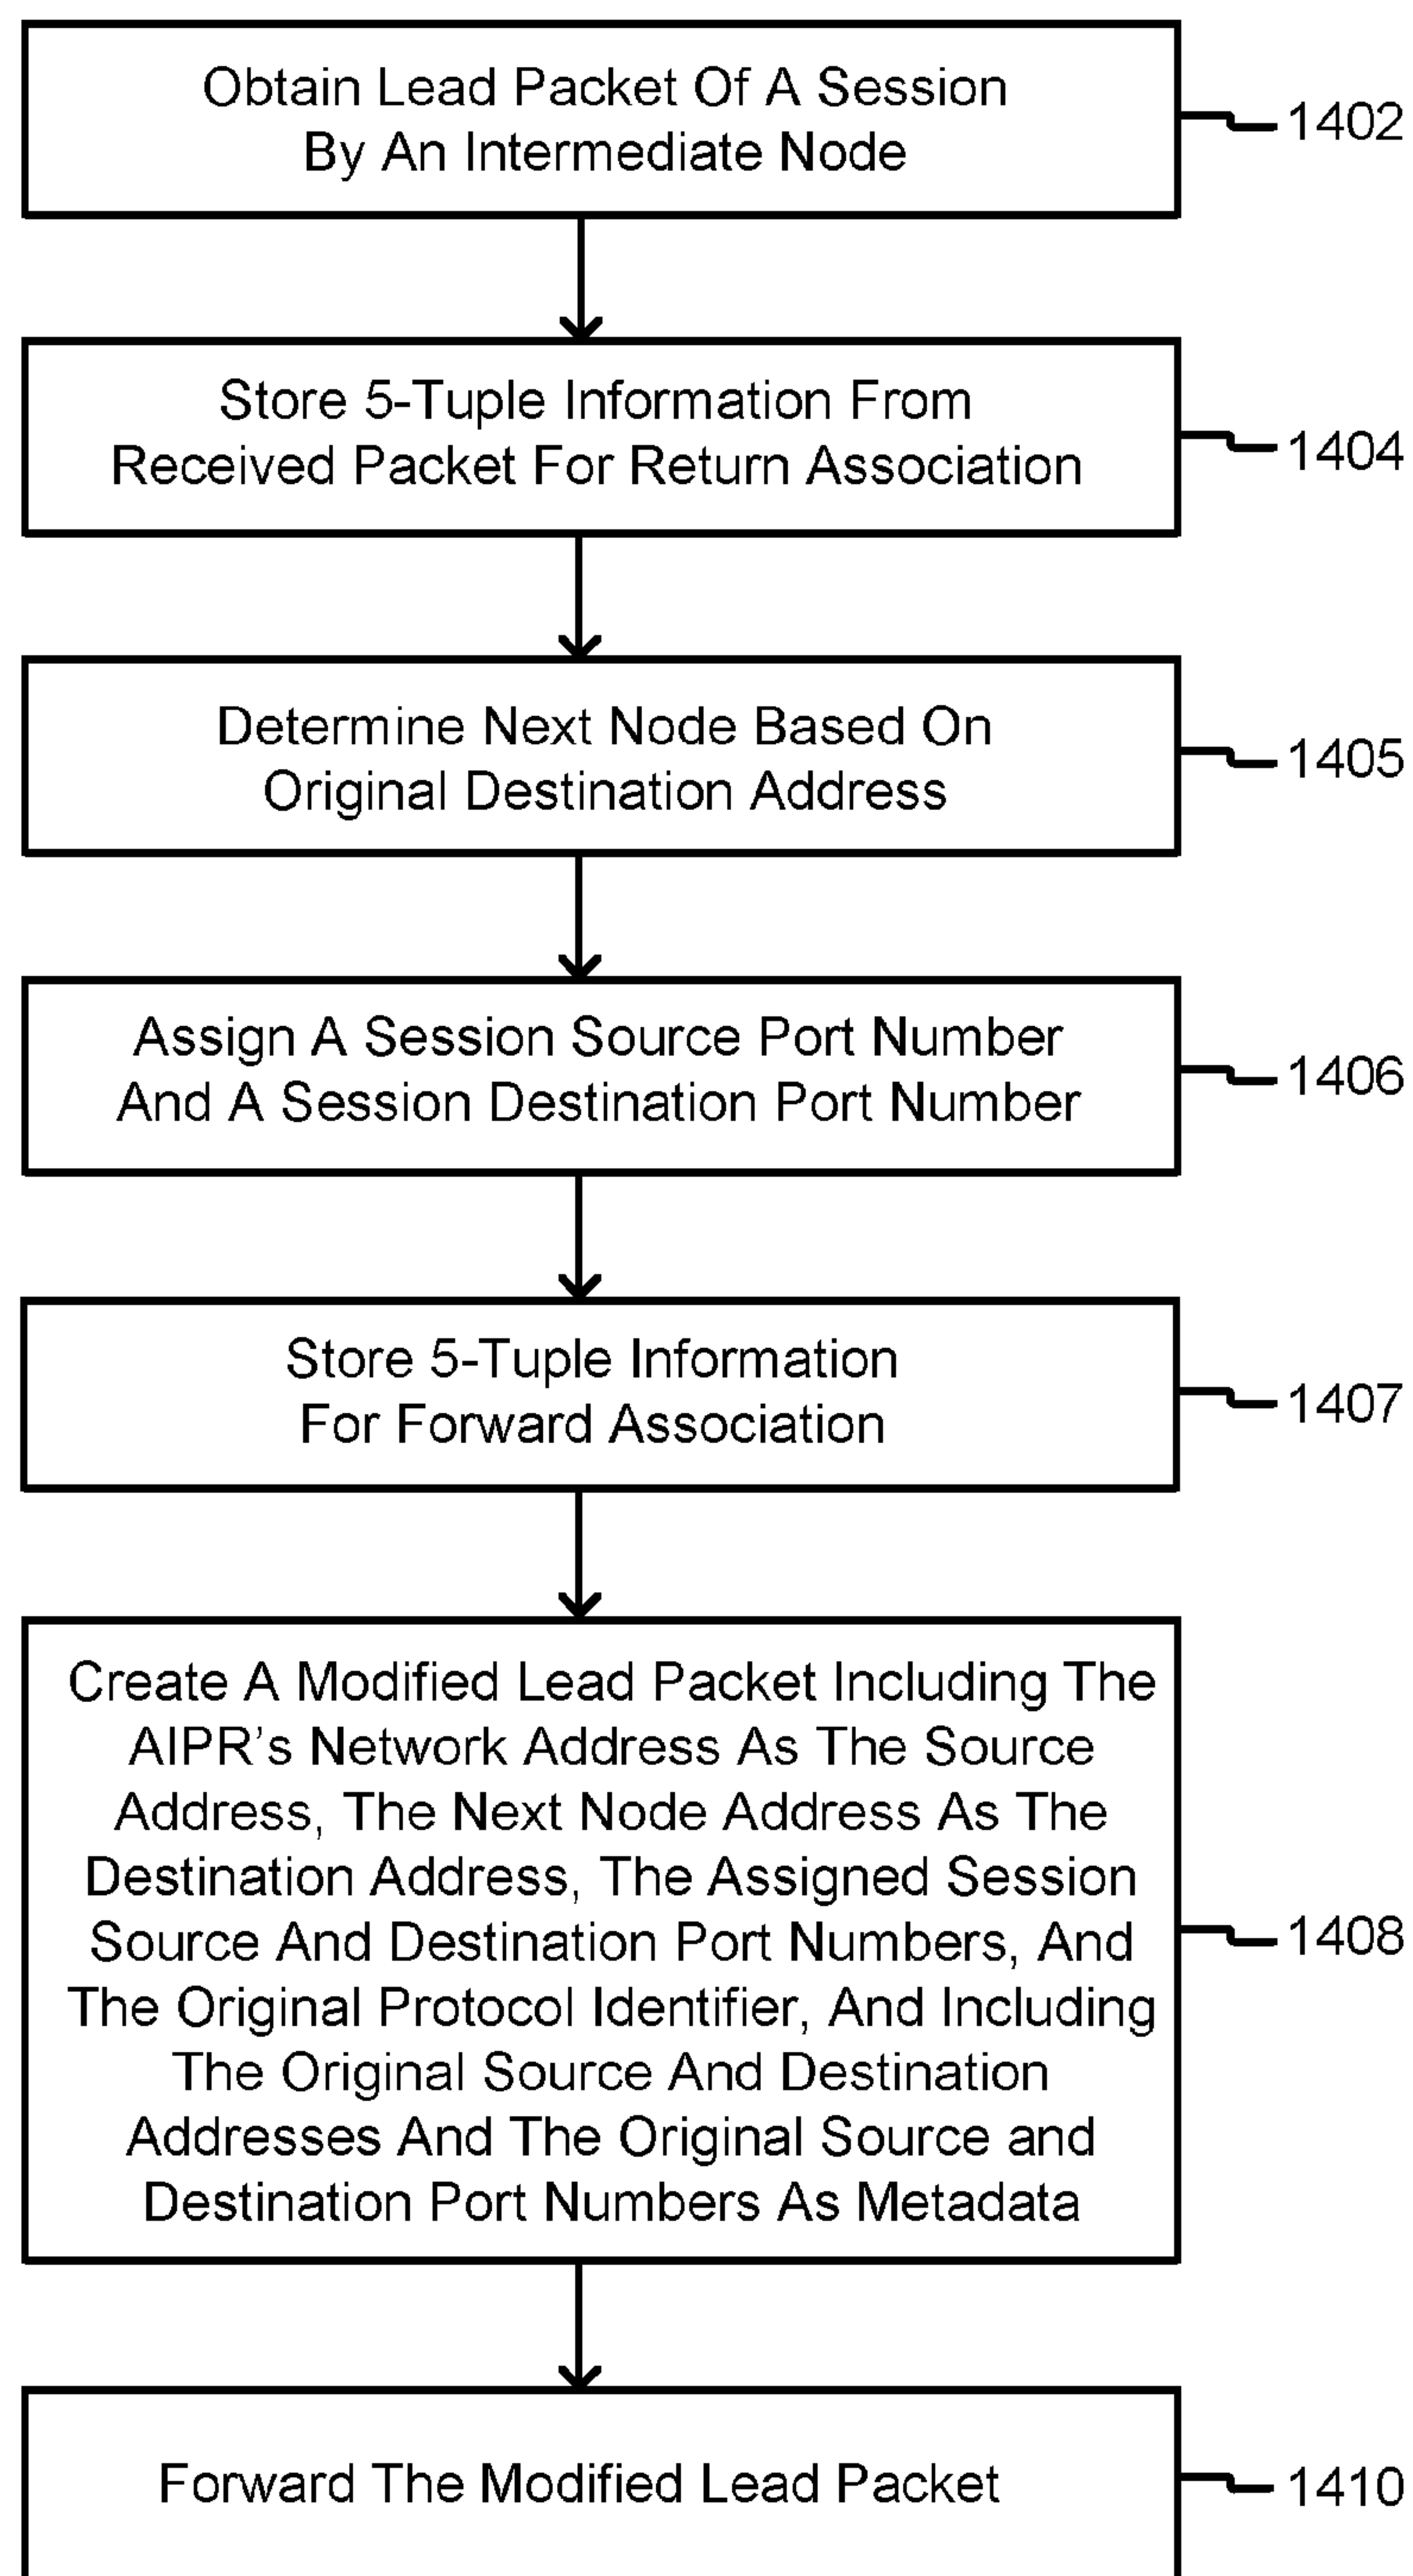 Obtain Lead Packet Of A Session
By An Intermediate Node
1402
Store 5-Tuple Information From
Received Packet For Return Association
1404
Determine Next Node Based On
Original Destination Address
1405
Assign A Session Source Port Number
And A Session Destination Port Number
1406
Store 5-Tuple Information
For Forward Association
1407
Create A Modified Lead Packet Including The
AIPR's Network Address As The Source
Address, The Next Node Address As The
Destination Address, The Assigned Session
Source And Destination Port Numbers, And
The Original Protocol Identifier, And Including
The Original Source And Destination
Addresses And The Original Source and
Destination Port Numbers As Metadata
1408
Forward The Modified Lead Packet
1410